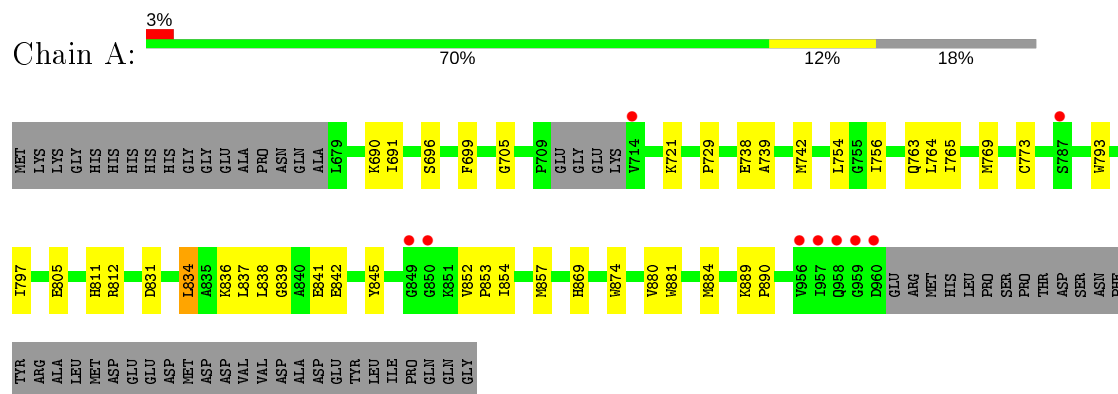 3%
Chain A:
70% 12% 18%
MET LYS LYS GLY HIS HIS HIS HIS HIS GLY GLY GLU ALA PRO ASN GLN ALA L679 K690 I691 S696 F699 G705 P709 GLU GLY GLU LYS V714 K721 P729 E738 A739 M742 L754 G755 I756 Q763 L764 I765 M769 C773 S787 W793
I797 E805 H811 R812 D831 L834 A835 K836 L837 L838 G839 A840 E841 E842 Y845 G849 G850 K851 V852 P853 I854 M857 H869 W874 V880 W881 M884 K889 P890 V956 I957 Q958 G959 D960 GLU ARG MET HIS LEU PRO SER PRO THR ASP SER ASN PHE
TYR ARG ALA LEU MET ASP GLU GLU ASP MET ASP ASP VAL VAL ASP ALA ASP GLU TYR LEU ILE PRO GLN GLN GLY